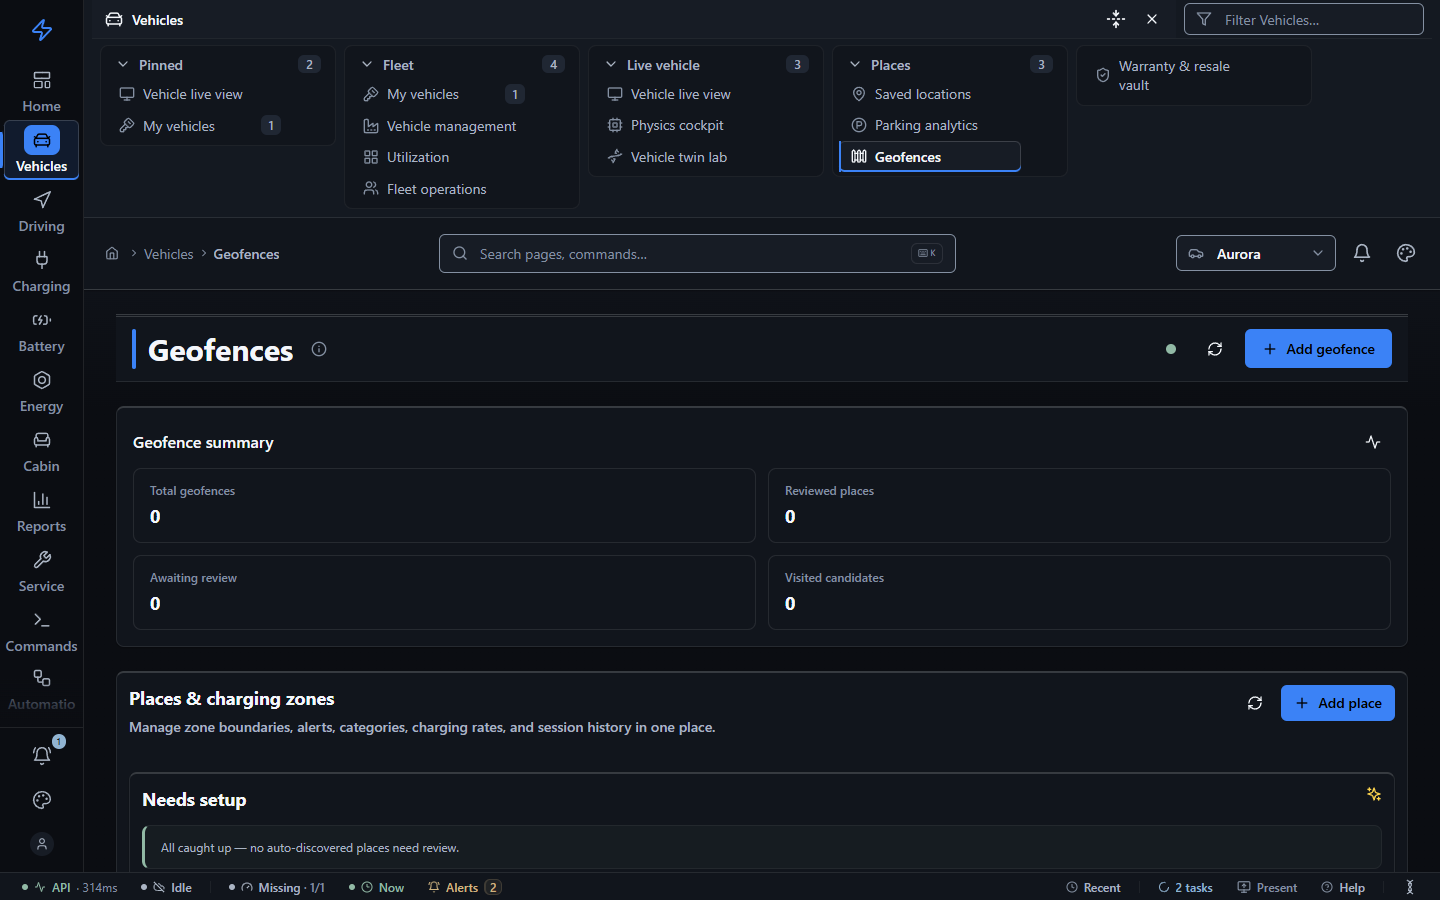 Vehicles
Filter Vehicles...
Home
Vehicles
Driving
Charging
Battery
Energy
Cabin
Reports
Service
Commands
Automatio
1
Pinned 2
Vehicle live view
My vehicles 1
Fleet 4
My vehicles 1
Vehicle management
Utilization
Fleet operations
Live vehicle 3
Vehicle live view
Physics cockpit
Vehicle twin lab
Places 3
Saved locations
Parking analytics
Geofences
Warranty & resale
vault
Vehicles
Geofences
Search pages, commands...
K
Aurora
Geofences
Add geofence
Geofence summary
Total geofences
0
Reviewed places
0
Awaiting review
0
Visited candidates
0
Places & charging zones
Manage zone boundaries, alerts, categories, charging rates, and session history in one place.
Add place
Needs setup
All caught up — no auto-discovered places need review.
API · 314ms
Idle
Missing · 1/1
Now
Alerts 2
Recent
2 tasks
Present
Help